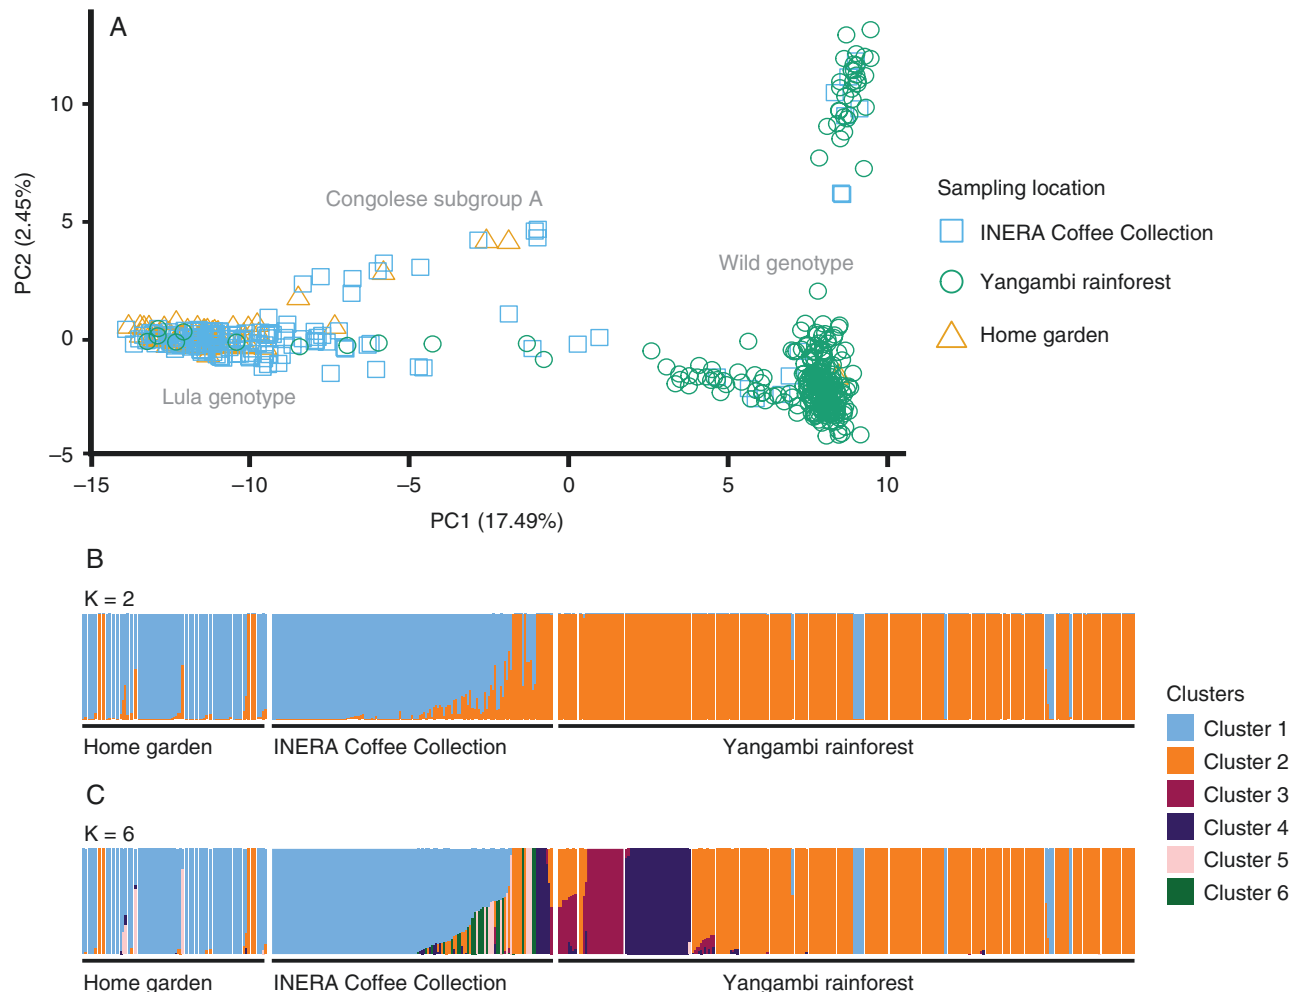 A
10
5
0
–5
PC2 (2.45%)
Congolese subgroup A
Wild genotype
Lula genotype
–15
–10
–5
0
5
10
PC1 (17.49%)
Sampling location
INERA Coffee Collection
Yangambi rainforest
Home garden
B
K = 2
Home garden
INERA Coffee Collection
Yangambi rainforest
C
K = 6
Home garden
INERA Coffee Collection
Yangambi rainforest
Clusters
Cluster 1
Cluster 2
Cluster 3
Cluster 4
Cluster 5
Cluster 6